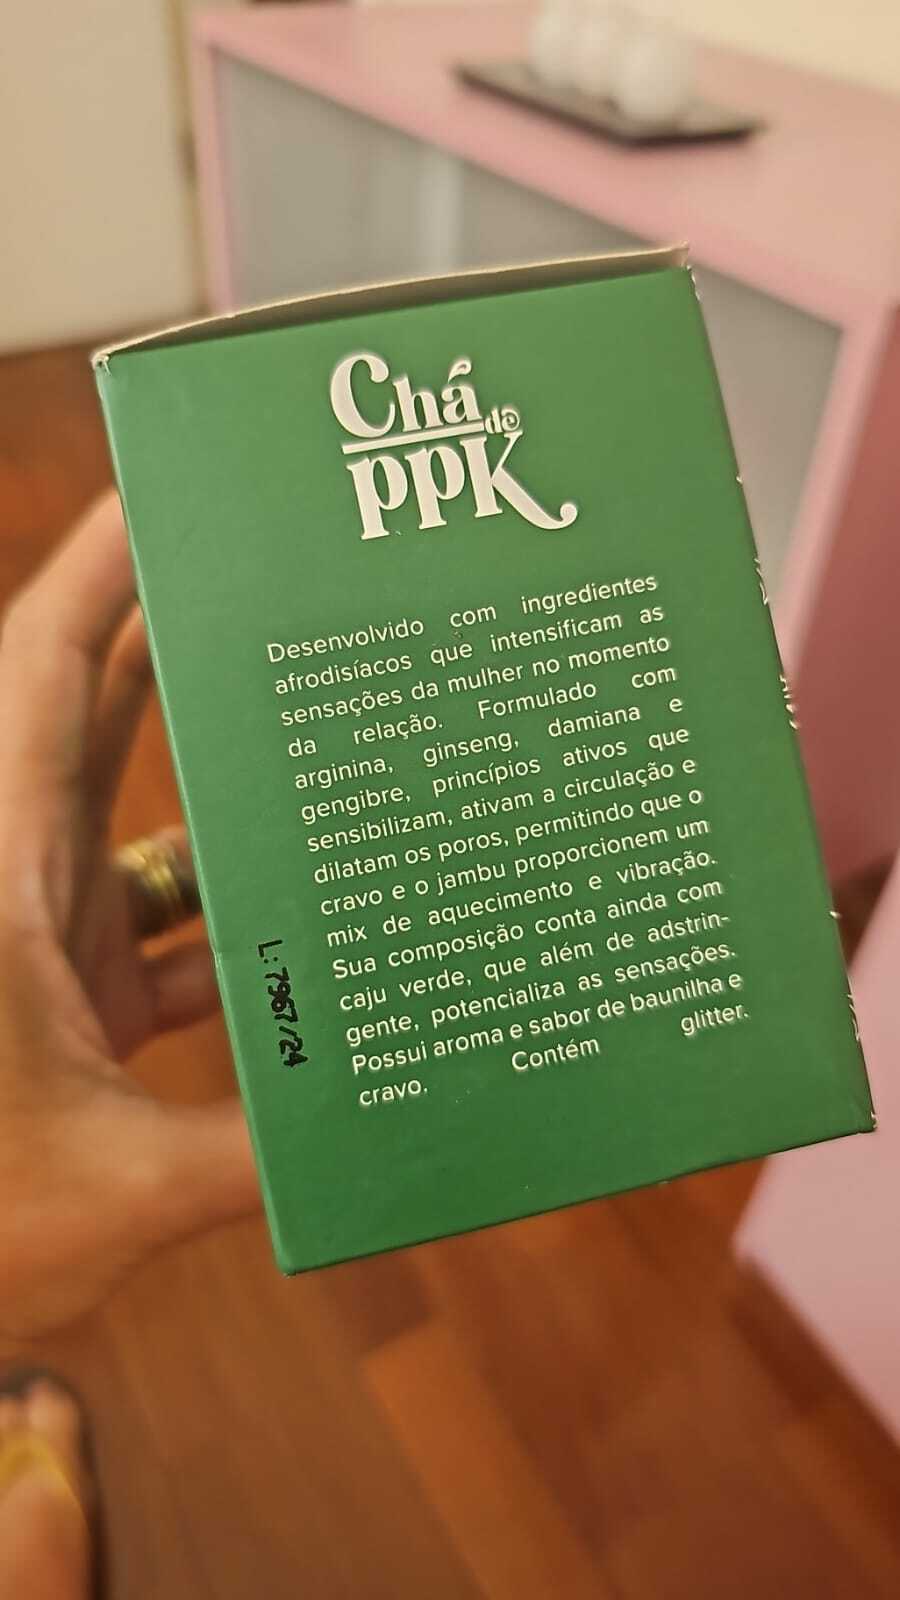 Chá
de
PPK
Desenvolvido com ingredientes
afrodisíacos que intensificam as
sensações da mulher no momento
da relação. Formulado com
arginina, ginseng, damiana e
gengibre, princípios ativos que
sensibilizam, ativam a circulação e
dilatam os poros, permitindo que o
cravo e o jambu proporcionem um
mix de aquecimento e vibração.
Sua composição conta ainda com
caju verde, que além de adstrin-
gente, potencializa as sensações.
Possui aroma e sabor de baunilha e
cravo. Contém glitter.
L:7967/24